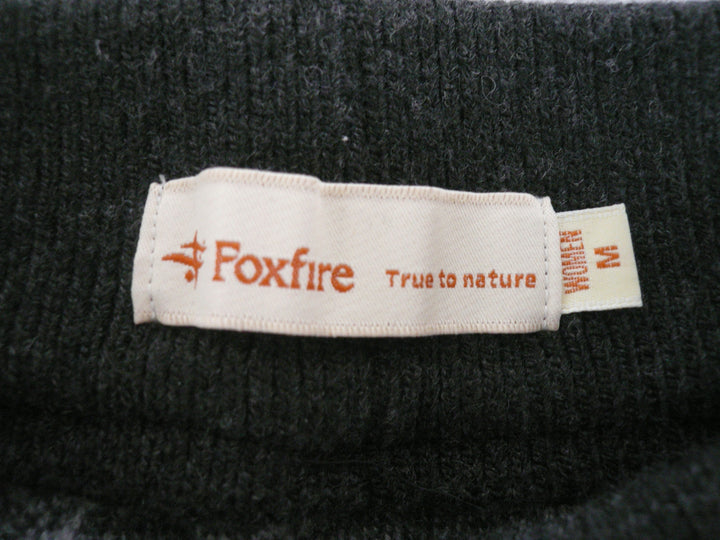 Foxfire
True to nature
WOMEN
M